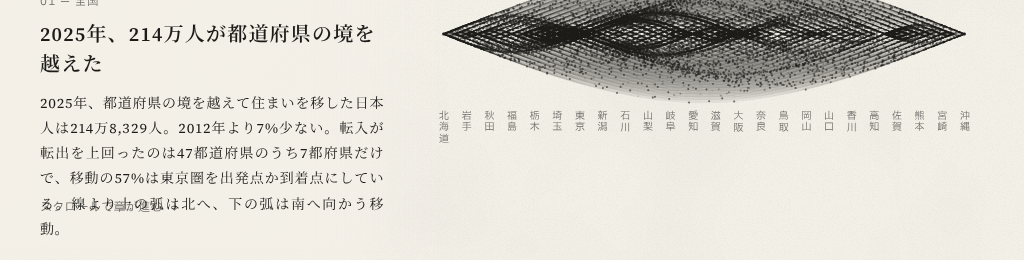 01 — 全国
2025年、214万人が都道府県の境を
越えた
2025年、都道府県の境を越えて住まいを移した日本
人は214万8,329人。2012年より7%少ない。転入が
転出を上回ったのは47都道府県のうち7都府県だけ
で、移動の57%は東京圏を出発点か到着点にしてい
る。線より上の弧は北へ、下の弧は南へ向かう移
動。
北海道
岩手
秋田
福島
栃木
埼玉
東京
新潟
石川
山梨
岐阜
愛知
滋賀
大阪
奈良
鳥取
岡山
山口
香川
高知
佐賀
熊本
宮崎
沖縄